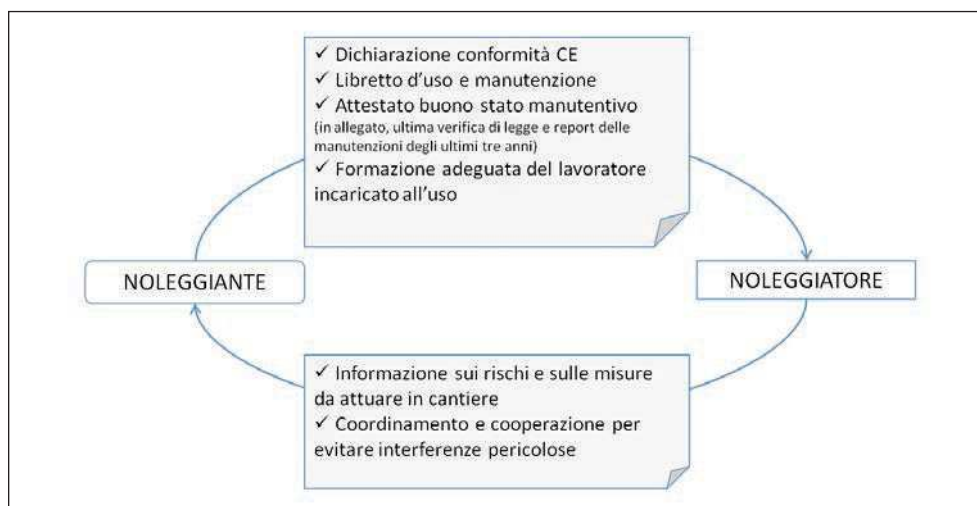 ✓ Dichiarazione conformità CE
✓ Libretto d'uso e manutenzione
✓ Attestato buono stato manutentivo
(in allegato, ultima verifica di legge e report delle
manutenzioni degli ultimi tre anni)
✓ Formazione adeguata del lavoratore
incaricato all'uso
NOLEGGIANTE
NOLEGGIATORE
✓ Informazione sui rischi e sulle misure
da attuare in cantiere
✓ Coordinamento e cooperazione per
evitare interferenze pericolose